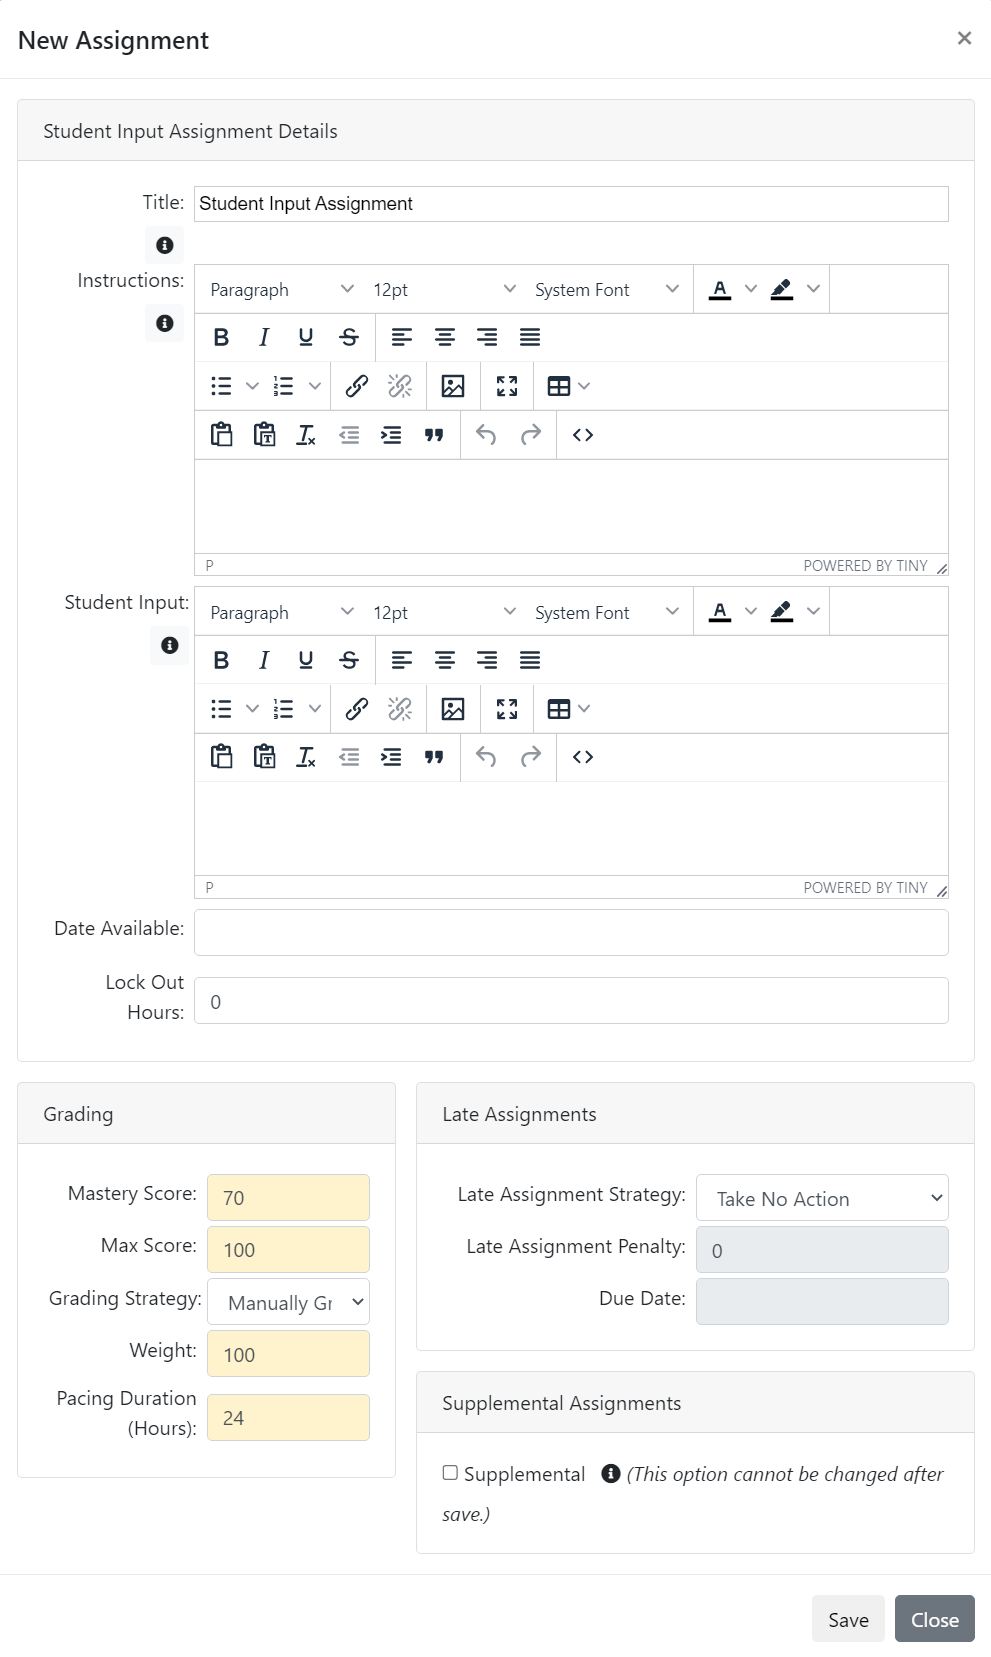 New Assignment ×
Student Input Assignment Details
Title: Student Input Assignment
Instructions:
Paragraph 12pt System Font A
B I U S
P POWERED BY TINY
Student Input:
Paragraph 12pt System Font A
B I U S
P POWERED BY TINY
Date Available:
Lock Out
Hours: 0
Grading
Mastery Score: 70
Max Score: 100
Grading Strategy: Manually Gr
Weight: 100
Pacing Duration
(Hours): 24
Late Assignments
Late Assignment Strategy: Take No Action
Late Assignment Penalty: 0
Due Date:
Supplemental Assignments
Supplemental (This option cannot be changed after
save.)
Save Close